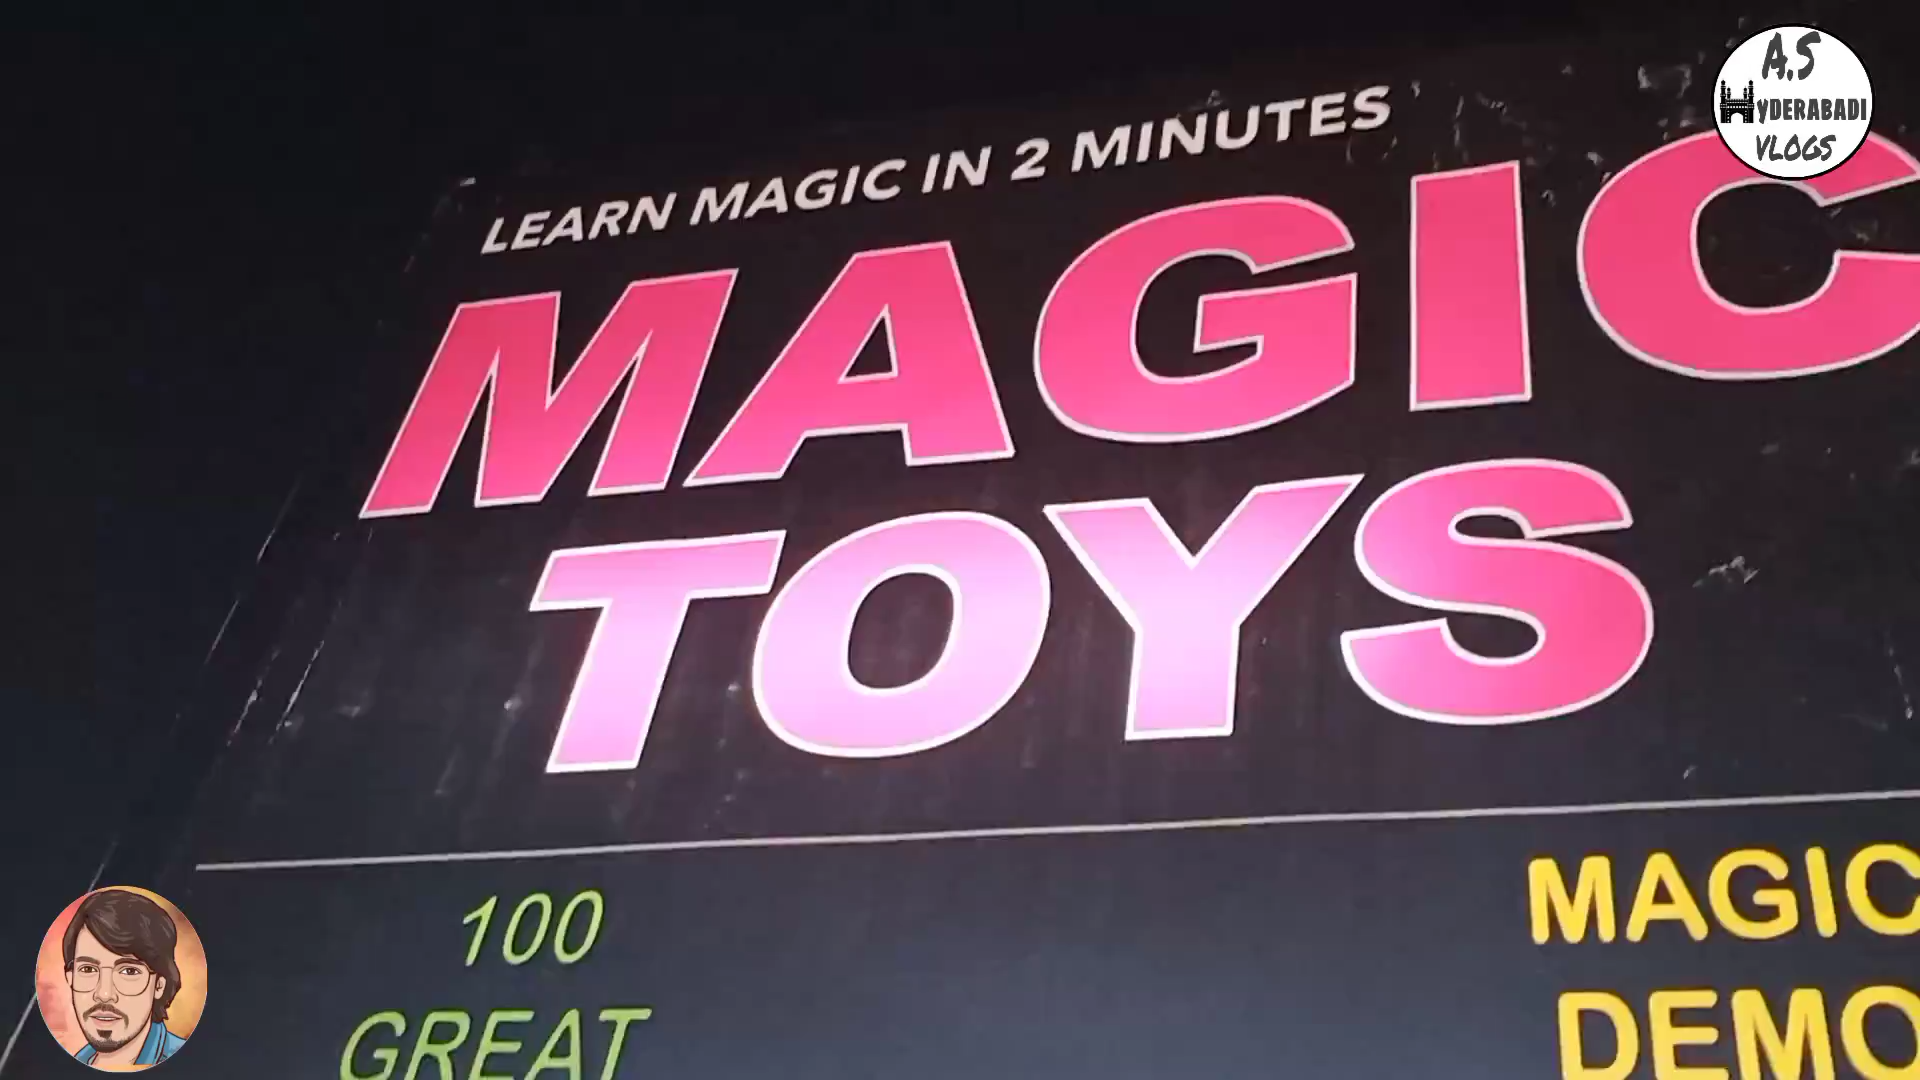 A.S
HYDERABADI
VLOGS
LEARN MAGIC IN 2 MINUTES
MAGIC
TOYS
100
GREAT
MAGIC
DEMO